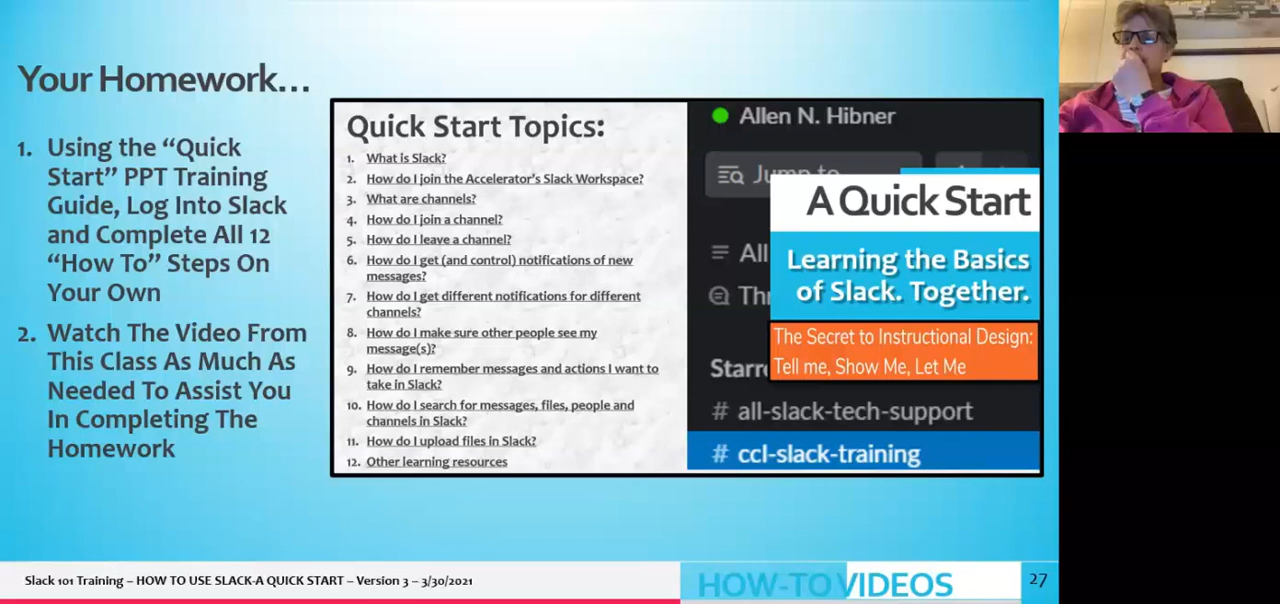 Your Homework...
1. Using the “Quick
Start” PPT Training
Guide, Log Into Slack
and Complete All 12
“How To” Steps On
Your Own
2. Watch The Video From
This Class As Much As
Needed To Assist You
In Completing The
Homework
Quick Start Topics:
1. What is Slack?
2. How do I join the Accelerator's Slack Workspace?
3. What are channels?
4. How do I join a channel?
5. How do I leave a channel?
6. How do I get (and control) notifications of new
messages?
7. How do I get different notifications for different
channels?
8. How do I make sure other people see my
message(s)?
9. How do I remember messages and actions I want to
take in Slack?
10. How do I search for messages, files, people and
channels in Slack?
11. How do I upload files in Slack?
12. Other learning resources
Allen N. Hibner
Jump to
A Quick Start
All
Learning the Basics
of Slack. Together.
Thr
The Secret to Instructional Design:
Tell me, Show Me, Let Me
Starre
# all-slack-tech-support
# ccl-slack-training
Slack 101 Training – HOW TO USE SLACK-A QUICK START – Version 3 – 3/30/2021
HOW-TO VIDEOS
27